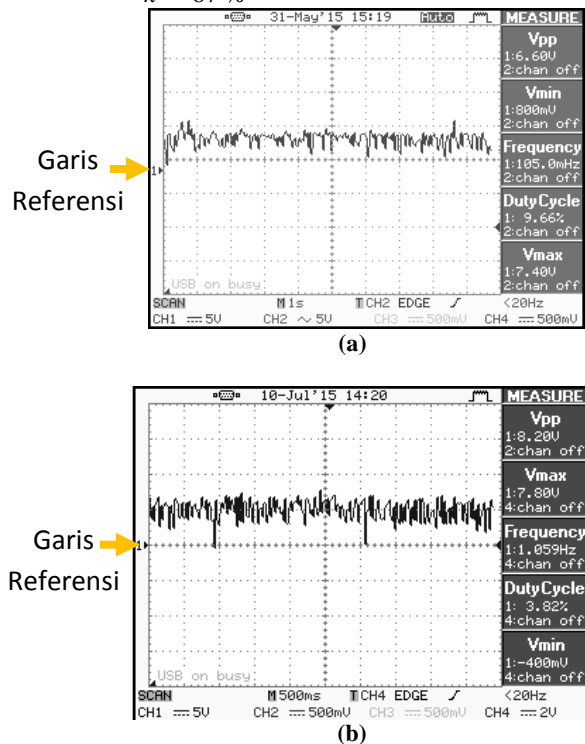 31-May'15 15:19 Auto MEASURE
Vpp
1:6.60V
2:chan off
Vmin
1:800mV
2:chan off
Frequency
1:105.0mHz
2:chan off
DutyCycle
1: 9.66%
2:chan off
Vmax
1:7.40V
2:chan off
Garis
Referensi
1
USB on busy
SCAN M 1s T CH2 EDGE <20Hz
CH1 5V CH2 ~ 5V CH3 500mV CH4 500mV
(a)
10-Jul'15 14:20 MEASURE
Vpp
1:8.20V
2:chan off
Vmax
1:7.80V
4:chan off
Frequency
1:1.059Hz
4:chan off
DutyCycle
1: 3.82%
4:chan off
Vmin
1:-400mV
4:chan off
Garis
Referensi
1
USB on busy
SCAN M 500ms T CH4 EDGE <20Hz
CH1 5V CH2 500mV CH3 500mV CH4 2V
(b)